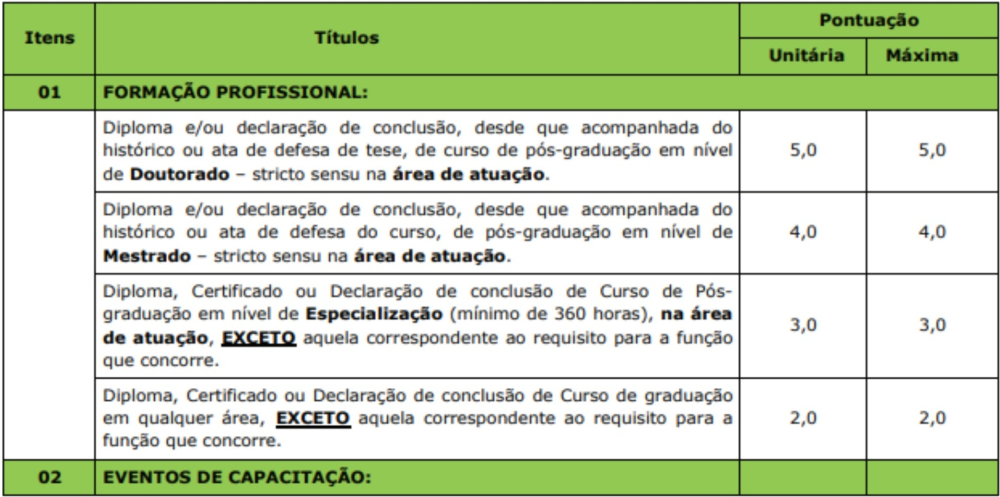 Itens
Títulos
Pontuação
Unitária
Máxima
01
FORMAÇÃO PROFISSIONAL:
Diploma e/ou declaração de conclusão, desde que acompanhada do
histórico ou ata de defesa de tese, de curso de pós-graduação em nível
de Doutorado – stricto sensu na área de atuação.
5,0
5,0
Diploma e/ou declaração de conclusão, desde que acompanhada do
histórico ou ata de defesa do curso, de pós-graduação em nível de
Mestrado – stricto sensu na área de atuação.
4,0
4,0
Diploma, Certificado ou Declaração de conclusão de Curso de Pós-
graduação em nível de Especialização (mínimo de 360 horas), na área
de atuação, EXCETO aquela correspondente ao requisito para a função
que concorre.
3,0
3,0
Diploma, Certificado ou Declaração de conclusão de Curso de graduação
em qualquer área, EXCETO aquela correspondente ao requisito para a
função que concorre.
2,0
2,0
02
EVENTOS DE CAPACITAÇÃO: